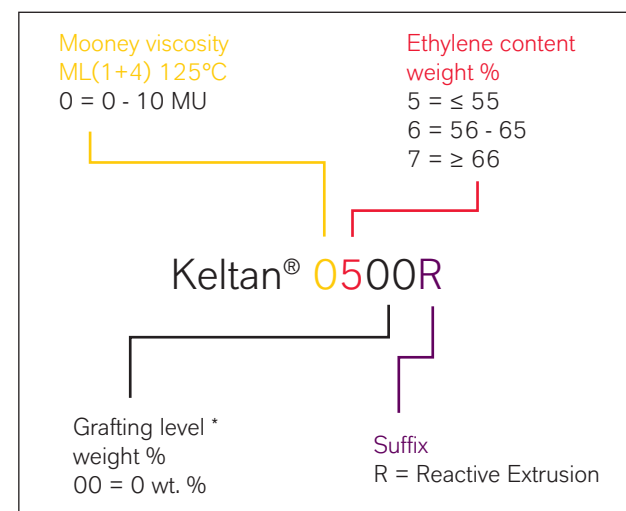 Mooney viscosity
ML(1+4) 125ºC
0 = 0 - 10 MU
Ethylene content
weight %
5 = ≤ 55
6 = 56 - 65
7 = ≥ 66
Keltan® 0500R
Grafting level *
weight %
00 = 0 wt. %
Suffix
R = Reactive Extrusion